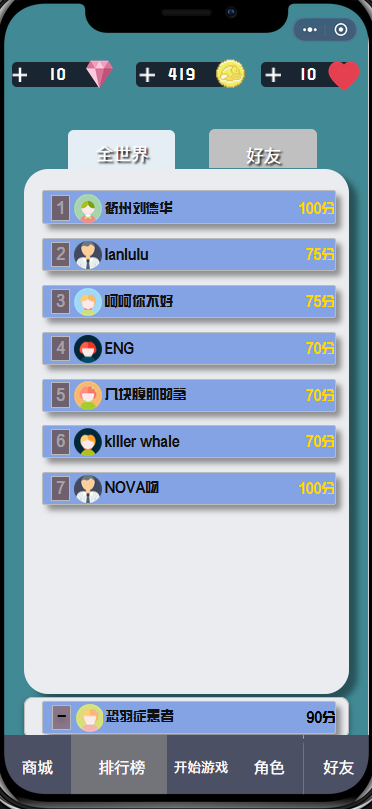 + 10 + 419 + 10
全世界 好友
1 衢州刘德华 100分
2 lanlulu 75分
3 呵呵你不好 75分
4 ENG 70分
5 八块腹肌的 70分
6 killer whale 70分
7 NOVA呦 100分
- 恐羽症患者 90分
商城 排行榜 开始游戏 角色 好友